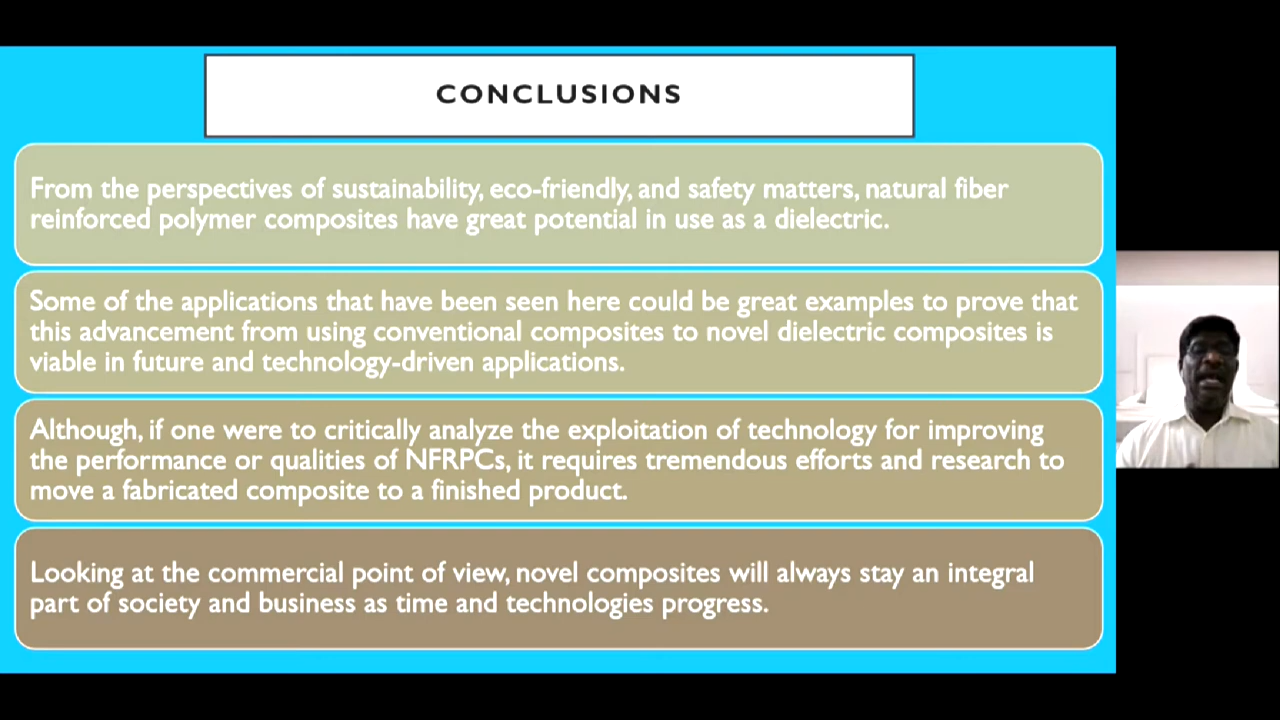 CONCLUSIONS
From the perspectives of sustainability, eco-friendly, and safety matters, natural fiber
reinforced polymer composites have great potential in use as a dielectric.
Some of the applications that have been seen here could be great examples to prove that
this advancement from using conventional composites to novel dielectric composites is
viable in future and technology-driven applications.
Although, if one were to critically analyze the exploitation of technology for improving
the performance or qualities of NFRPCs, it requires tremendous efforts and research to
move a fabricated composite to a finished product.
Looking at the commercial point of view, novel composites will always stay an integral
part of society and business as time and technologies progress.